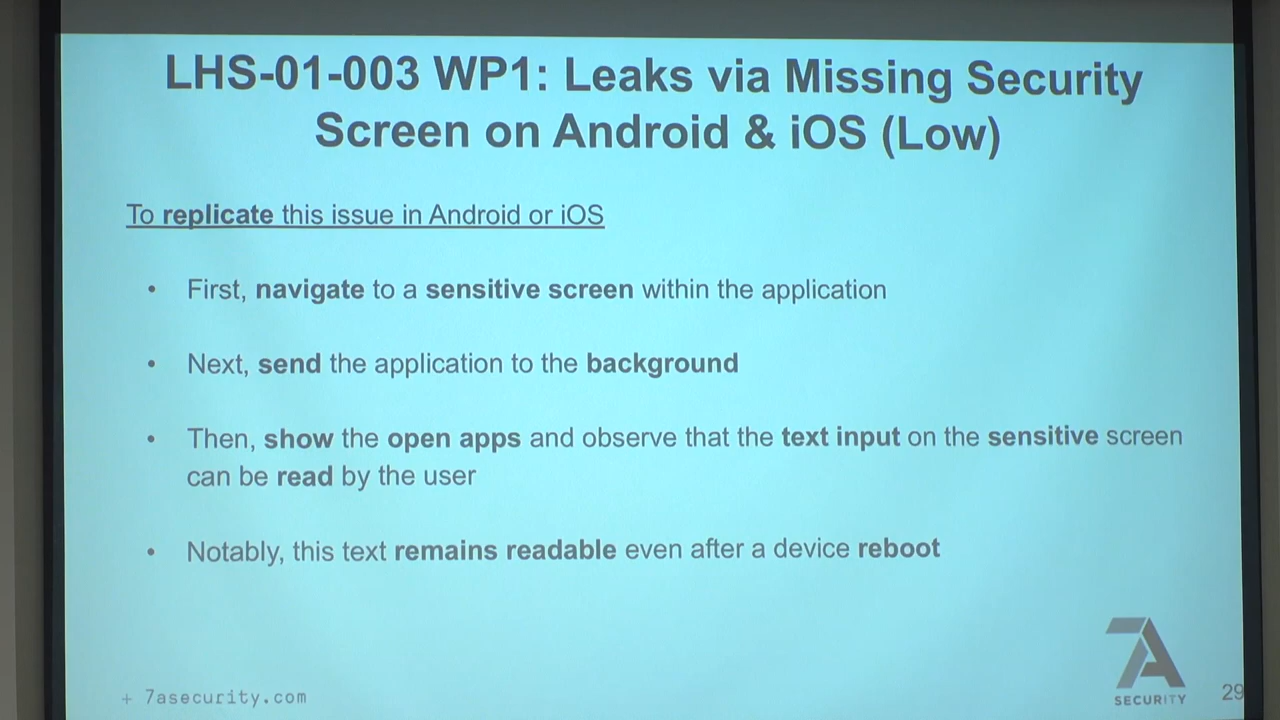 LHS-01-003 WP1: Leaks via Missing Security
Screen on Android & iOS (Low)
To replicate this issue in Android or iOS
• First, navigate to a sensitive screen within the application
• Next, send the application to the background
• Then, show the open apps and observe that the text input on the sensitive screen
can be read by the user
• Notably, this text remains readable even after a device reboot
+ 7asecurity.com
7A
SECURITY
29